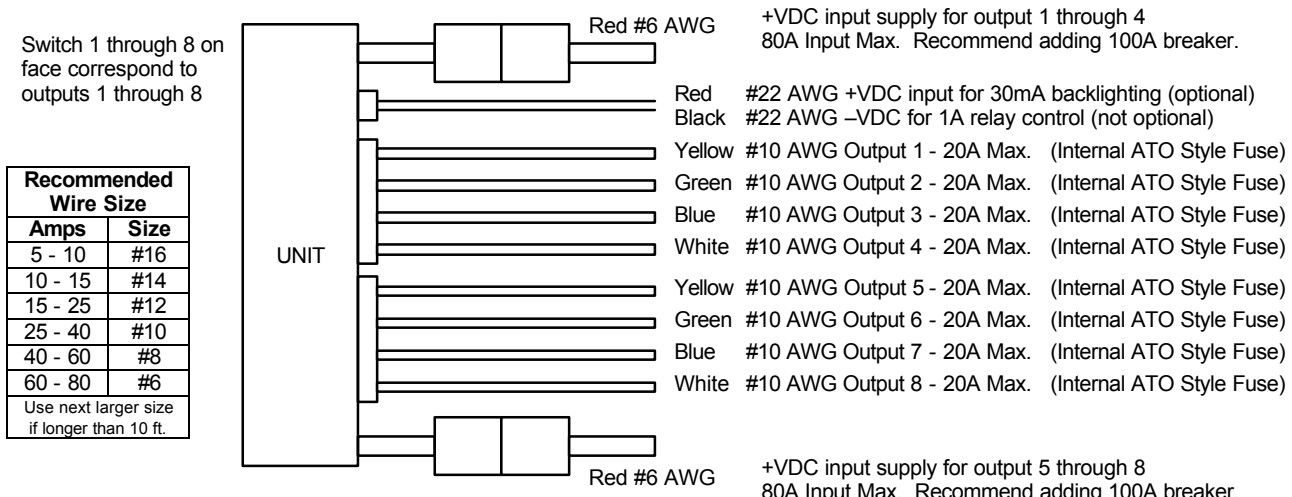 Red #6 AWG
+VDC input supply for output 1 through 4
80A Input Max. Recommend adding 100A breaker.
Switch 1 through 8 on
face correspond to
outputs 1 through 8
Red #22 AWG +VDC input for 30mA backlighting (optional)
Black #22 AWG –VDC for 1A relay control (not optional)
Yellow #10 AWG Output 1 - 20A Max. (Internal ATO Style Fuse)
Green #10 AWG Output 2 - 20A Max. (Internal ATO Style Fuse)
Blue #10 AWG Output 3 - 20A Max. (Internal ATO Style Fuse)
White #10 AWG Output 4 - 20A Max. (Internal ATO Style Fuse)
Yellow #10 AWG Output 5 - 20A Max. (Internal ATO Style Fuse)
Green #10 AWG Output 6 - 20A Max. (Internal ATO Style Fuse)
Blue #10 AWG Output 7 - 20A Max. (Internal ATO Style Fuse)
White #10 AWG Output 8 - 20A Max. (Internal ATO Style Fuse)
UNIT
Recommended
Wire Size
Amps Size
5 - 10 #16
10 - 15 #14
15 - 25 #12
25 - 40 #10
40 - 60 #8
60 - 80 #6
Use next larger size
if longer than 10 ft.
Red #6 AWG
+VDC input supply for output 5 through 8
80A Input Max. Recommend adding 100A breaker